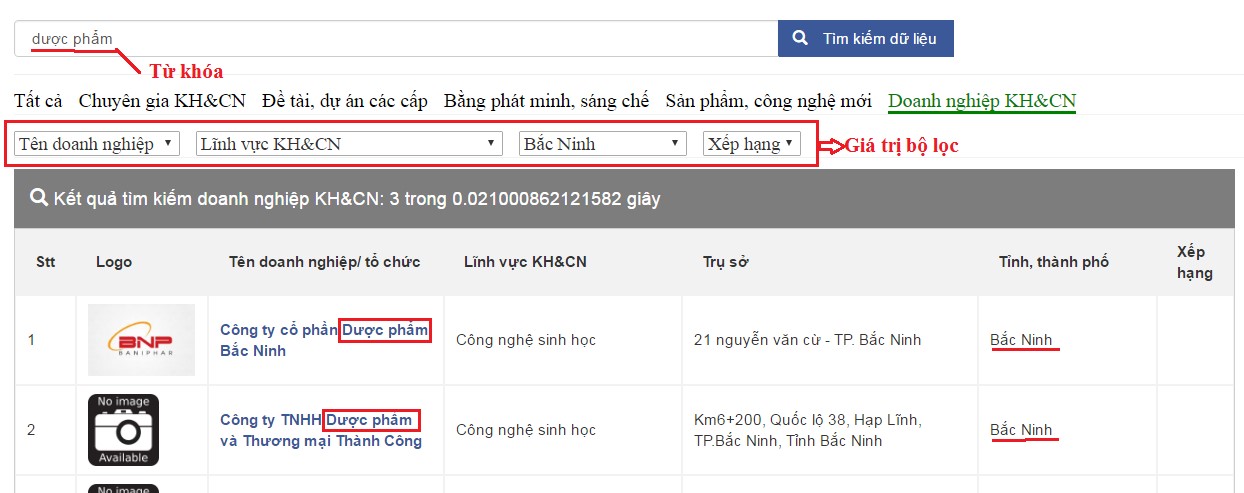 dược phẩm
Tìm kiếm dữ liệu
Từ khóa
Tất cả Chuyên gia KH&CN Đề tài, dự án các cấp Bằng phát minh, sáng chế Sản phẩm, công nghệ mới Doanh nghiệp KH&CN
Tên doanh nghiệp Lĩnh vực KH&CN Bắc Ninh Xếp hạng Giá trị bộ lọc
Kết quả tìm kiếm doanh nghiệp KH&CN: 3 trong 0.021000862121582 giây
Stt Logo Tên doanh nghiệp/ tổ chức Lĩnh vực KH&CN Trụ sở Tỉnh, thành phố Xếp
hạng
1
BNP
BANIPHAR
Công ty cổ phần Dược phẩm
Bắc Ninh
Công nghệ sinh học
21 nguyễn văn cừ - TP. Bắc Ninh
Bắc Ninh
2
No image
Available
Công ty TNHH Dược phẩm
và Thương mại Thành Công
Công nghệ sinh học
Km6+200, Quốc lộ 38, Hạp Lĩnh,
TP.Bắc Ninh, Tỉnh Bắc Ninh
Bắc Ninh
No image